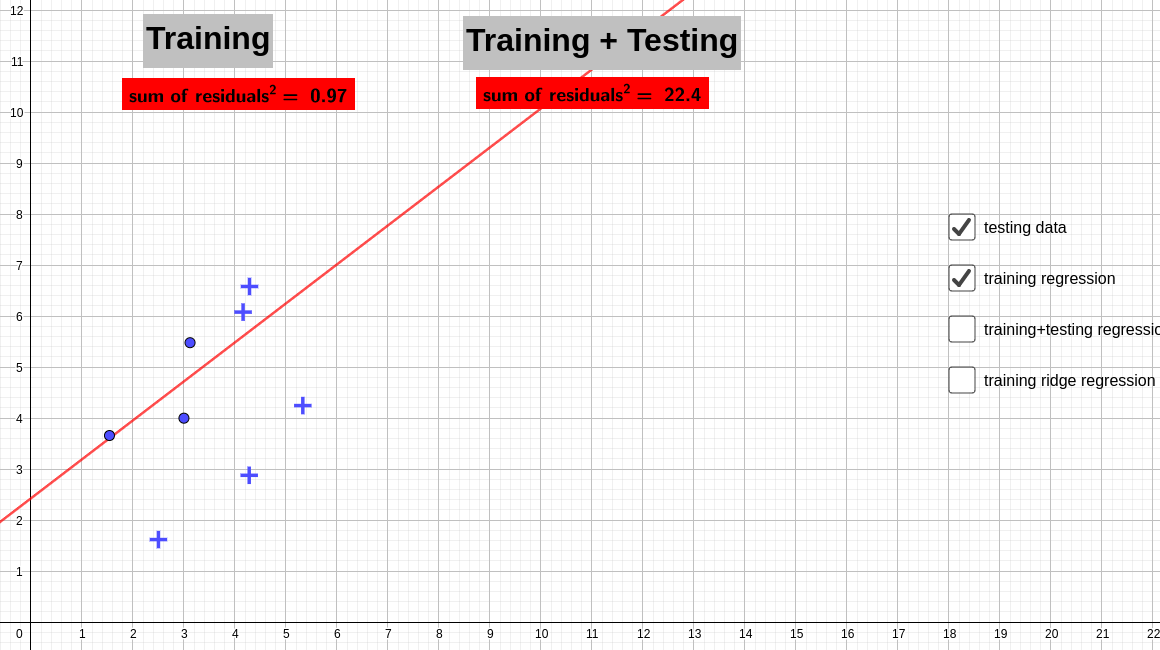 Training
Training + Testing
sum of residuals² = 0.97
sum of residuals² = 22.4
testing data
training regression
training+testing regressio
training ridge regression
12
11
10
9
8
7
6
5
4
3
2
1
0 1 2 3 4 5 6 7 8 9 10 11 12 13 14 15 16 17 18 19 20 21 22